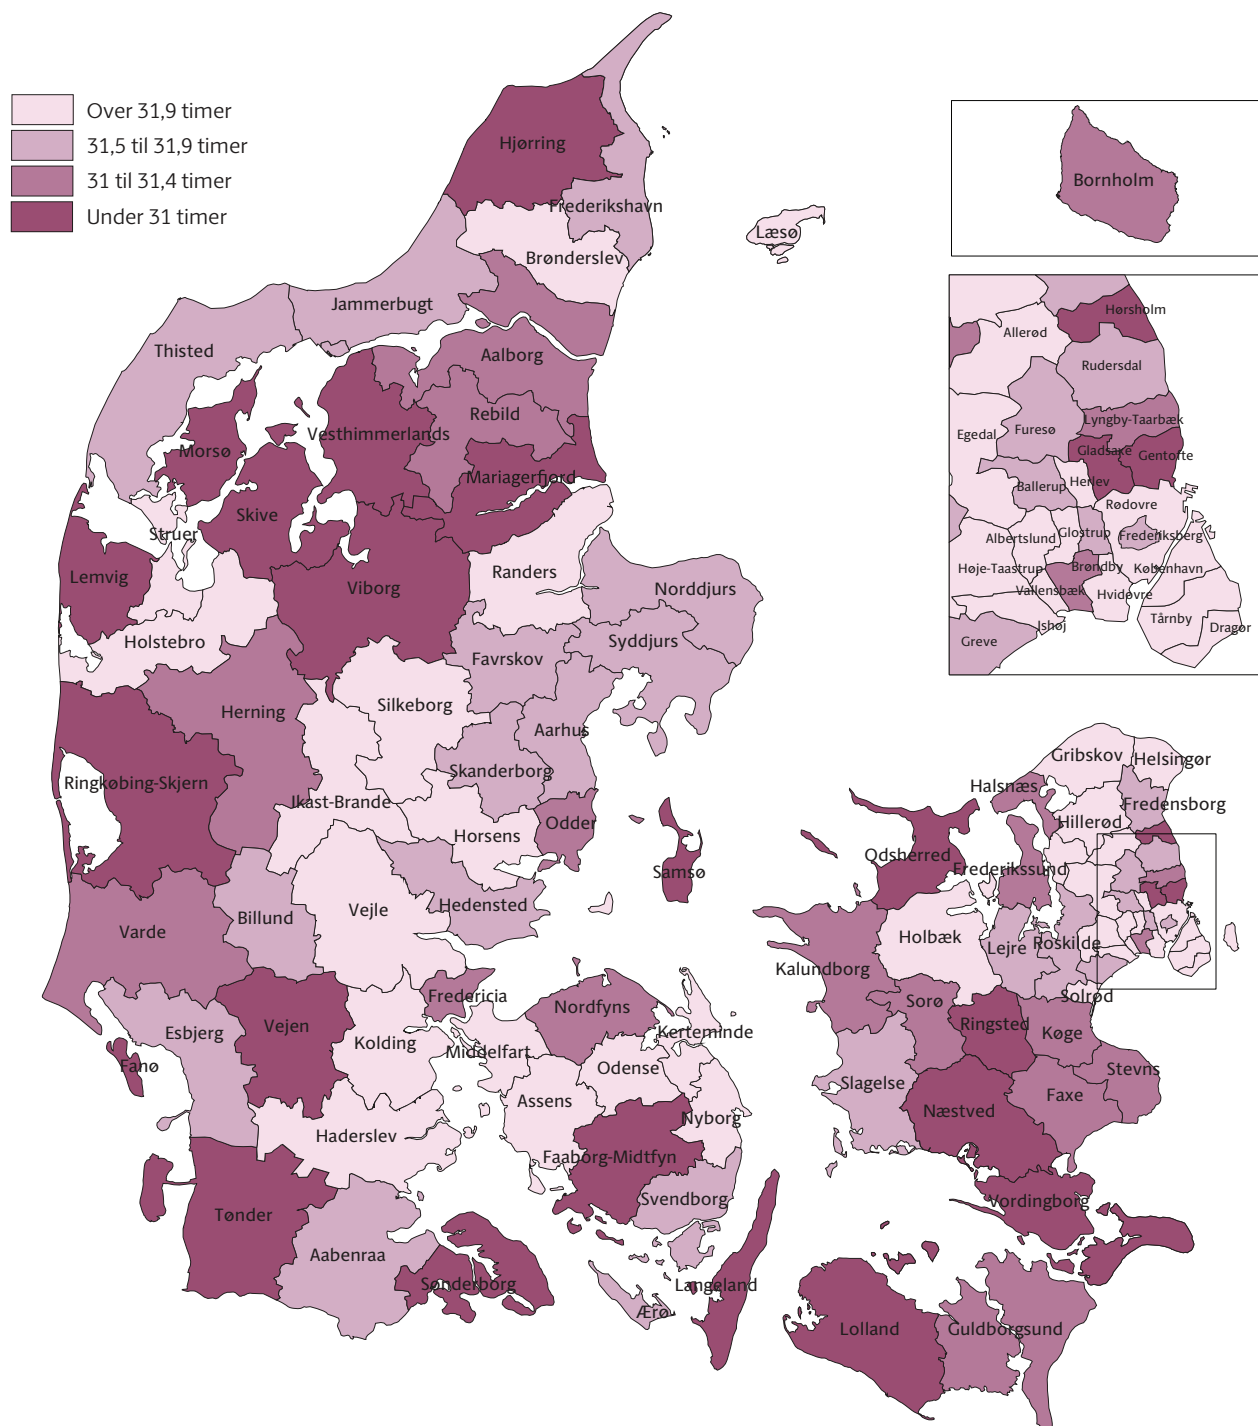 Over 31,9 timer
31,5 til 31,9 timer
31 til 31,4 timer
Under 31 timer
Hjørring
Frederikshavn
Læsø
Brønderslev
Jammerbugt
Thisted
Aalborg
Rebild
Vesthimmerlands
Morsø
Mariagerfjord
Skive
Struer
Lemvig
Viborg
Randers
Norddjurs
Holstebro
Syddjurs
Favrskov
Silkeborg
Herning
Aarhus
Skanderborg
Ringkøbing-Skjern
Ikast-Brande
Horsens
Odder
Samsø
Hedensted
Billund
Vejle
Varde
Fredericia
Nordfyns
Vejen
Esbjerg
Kolding
Kerteminde
Middelfart
Fanø
Odense
Assens
Nyborg
Haderslev
Faaborg-Midtfyn
Svendborg
Tønder
Aabenraa
Sønderborg
Langeland
Ærø
Bornholm
Hørsholm
Allerød
Rudersdal
Lyngby-Taarbæk
Furesø
Egedal
Gladsaxe
Gentofte
Ballerup
Herlev
Rødovre
Albertslund
Glostrup
Frederiksberg
Høje-Taastrup
Brøndby
København
Vallensbæk
Hvidovre
Tårnby
Ishøj
Dragør
Greve
Gribskov
Helsingør
Halsnæs
Fredensborg
Hillerød
Odsherred
Frederikssund
Holbæk
Lejre
Roskilde
Kalundborg
Solrød
Sorø
Ringsted
Køge
Stevns
Slagelse
Næstved
Faxe
Vordingborg
Lolland
Guldborgsund